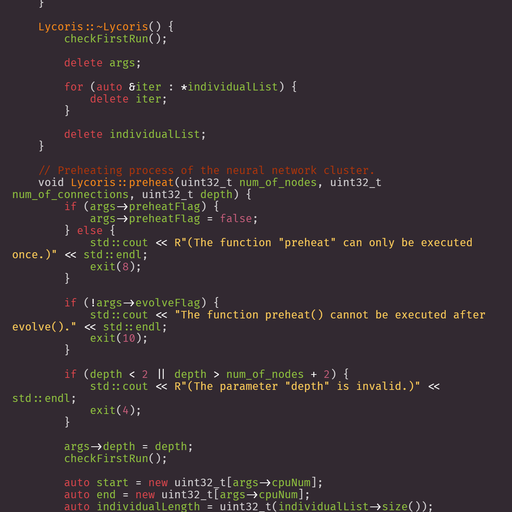 }
Lycoris::~Lycoris() {
checkFirstRun();
delete args;
for (auto &iter : *individualList) {
delete iter;
}
delete individualList;
}
// Preheating process of the neural network cluster.
void Lycoris::preheat(uint32_t num_of_nodes, uint32_t
num_of_connections, uint32_t depth) {
if (args->preheatFlag) {
args->preheatFlag = false;
} else {
std::cout << R"(The function "preheat" can only be executed
once.)" << std::endl;
exit(8);
}
if (!args->evolveFlag) {
std::cout << "The function preheat() cannot be executed after
evolve()." << std::endl;
exit(10);
}
if (depth < 2 || depth > num_of_nodes + 2) {
std::cout << R"(The parameter "depth" is invalid.)" <<
std::endl;
exit(4);
}
args->depth = depth;
checkFirstRun();
auto start = new uint32_t[args->cpuNum];
auto end = new uint32_t[args->cpuNum];
auto individualLength = uint32_t(individualList->size());